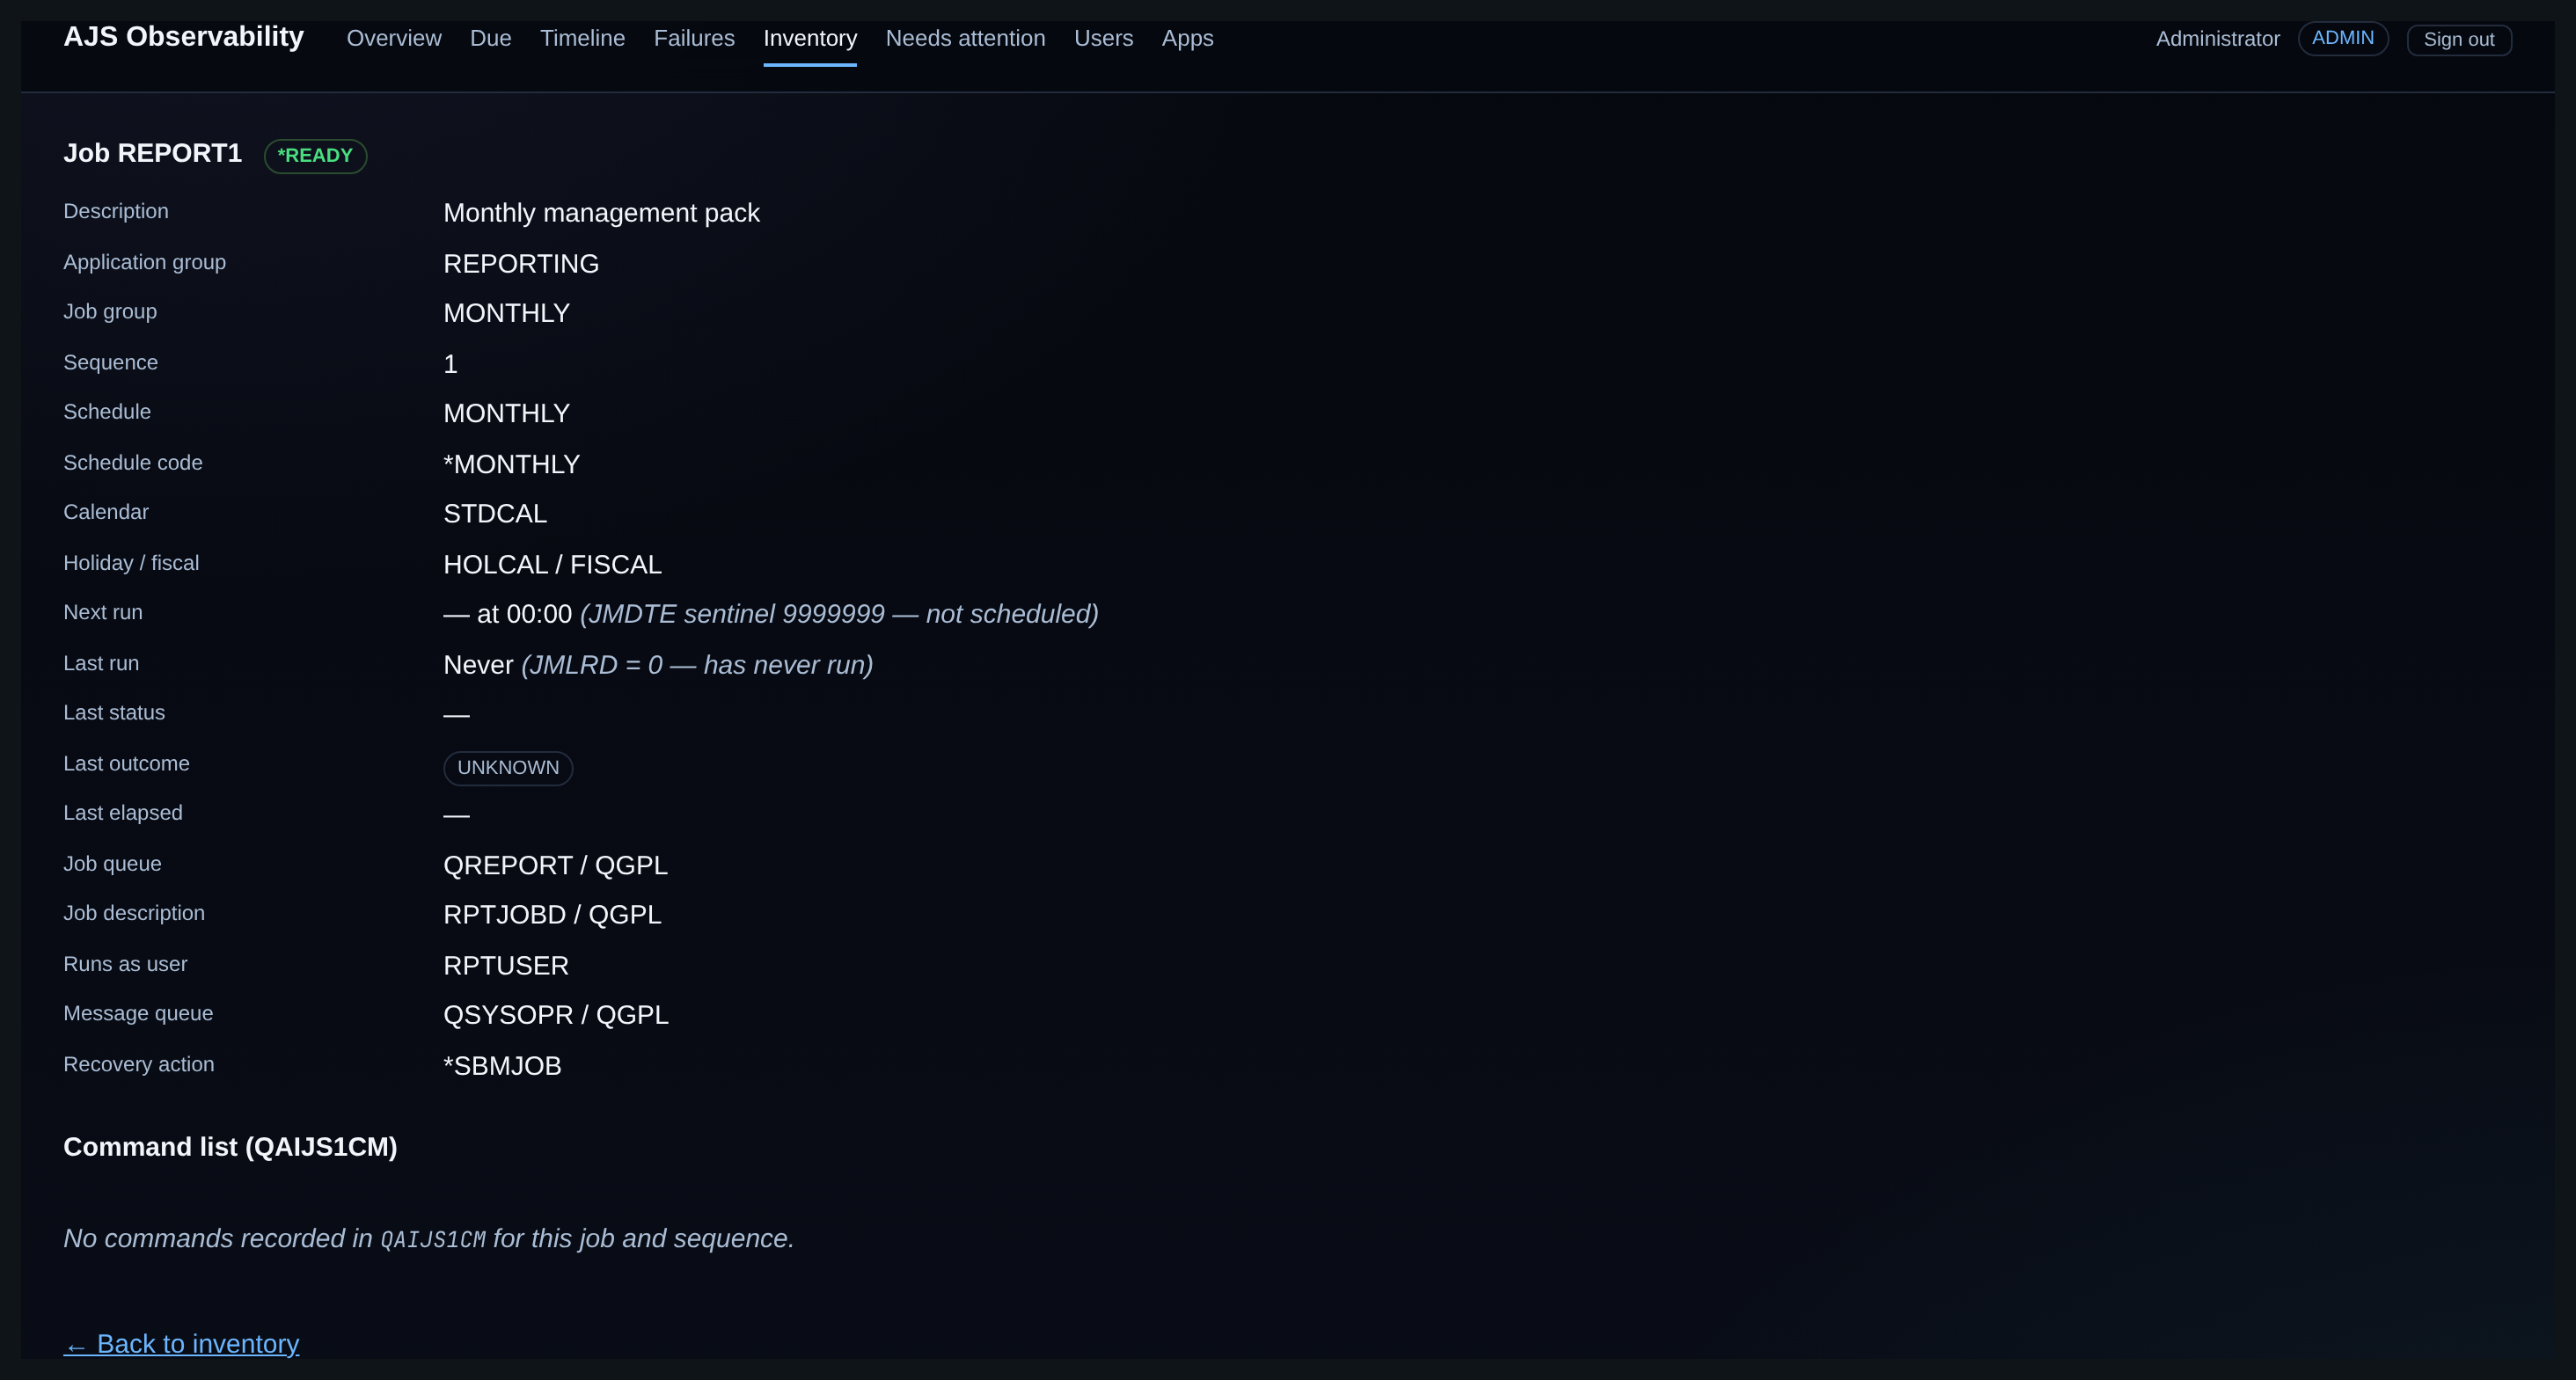 AJS Observability Overview Due Timeline Failures Inventory Needs attention Users Apps Administrator ADMIN Sign out
Job REPORT1 *READY
Description Monthly management pack
Application group REPORTING
Job group MONTHLY
Sequence 1
Schedule MONTHLY
Schedule code *MONTHLY
Calendar STDCAL
Holiday / fiscal HOLCAL / FISCAL
Next run — at 00:00 (JMDTE sentinel 9999999 — not scheduled)
Last run Never (JMLRD = 0 — has never run)
Last status —
Last outcome UNKNOWN
Last elapsed —
Job queue QREPORT / QGPL
Job description RPTJOBD / QGPL
Runs as user RPTUSER
Message queue QSYSOPR / QGPL
Recovery action *SBMJOB
Command list (QAIJS1CM)
No commands recorded in QAIJS1CM for this job and sequence.
← Back to inventory